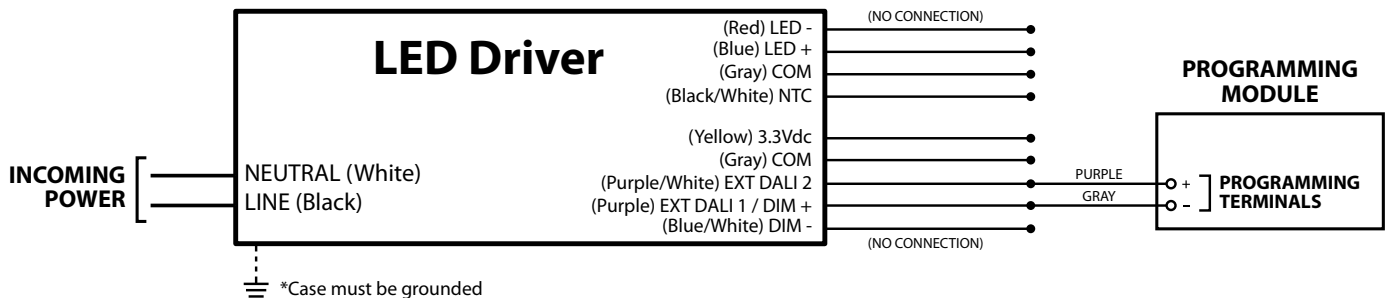 LED Driver
(Red) LED -
(Blue) LED +
(Gray) COM
(Black/White) NTC
(Yellow) 3.3Vdc
(Gray) COM
(Purple/White) EXT DALI 2
(Purple) EXT DALI 1 / DIM +
(Blue/White) DIM -
(NO CONNECTION)
(NO CONNECTION)
INCOMING
POWER
NEUTRAL (White)
LINE (Black)
*Case must be grounded
PURPLE
GRAY
PROGRAMMING
MODULE
+
–
PROGRAMMING
TERMINALS